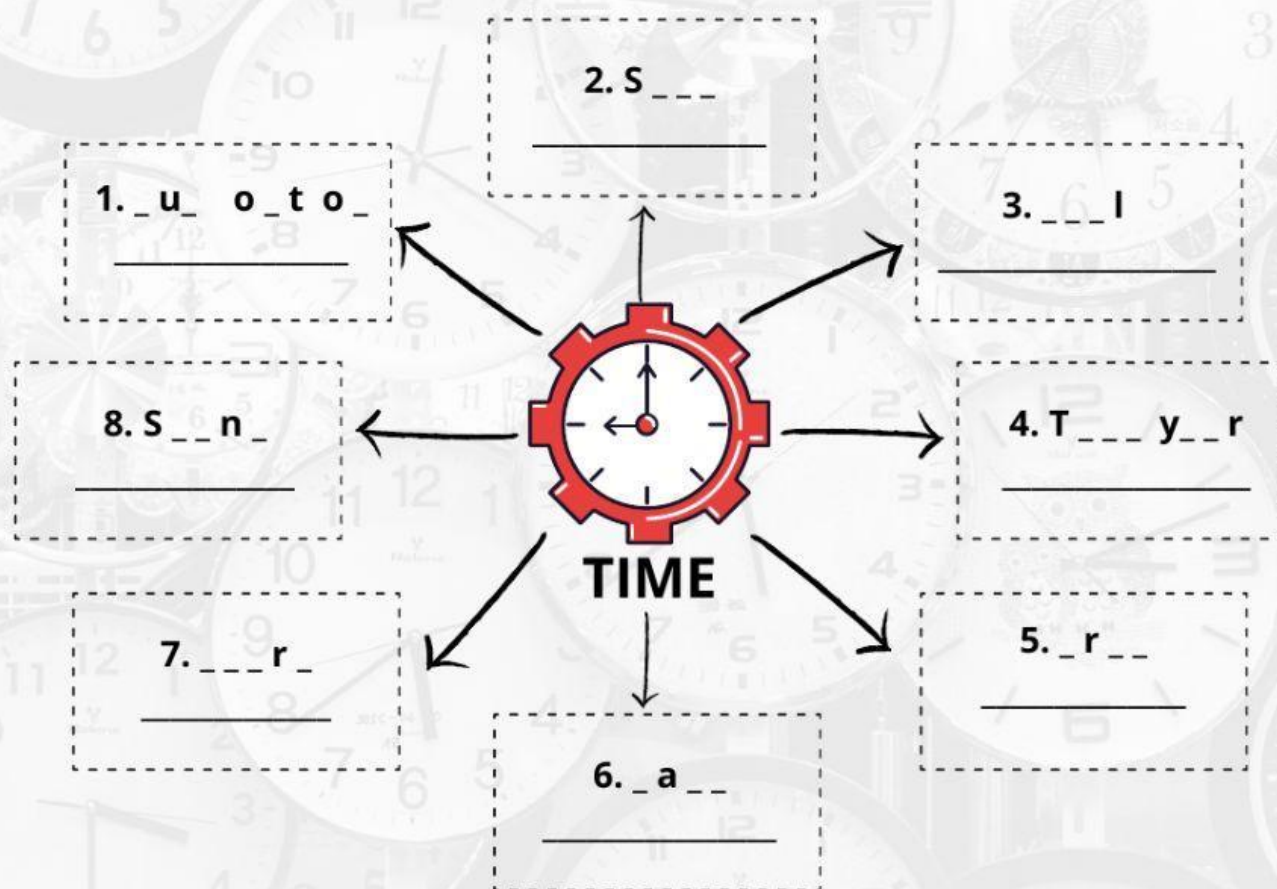 2. S _ _ _
1. _ u _ o _ t o _
3. _ _ _ l
8. S _ _ n _
4. T _ _ _ y _ _ r
TIME
7. _ _ _ r _
5. _ r _ _
6. _ a _ _